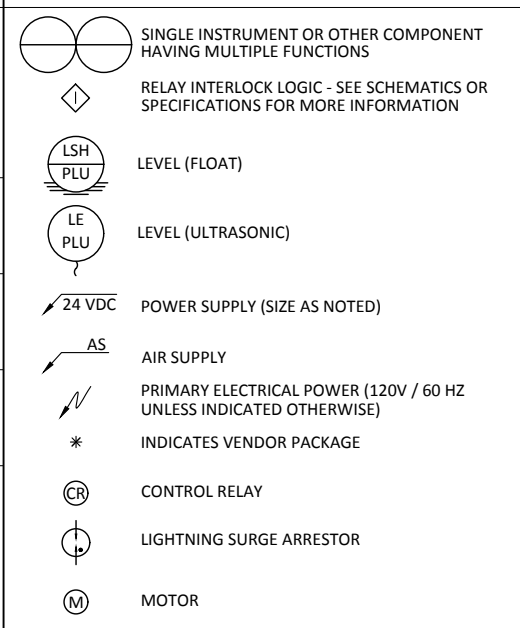 SINGLE INSTRUMENT OR OTHER COMPONENT
HAVING MULTIPLE FUNCTIONS
I
RELAY INTERLOCK LOGIC - SEE SCHEMATICS OR
SPECIFICATIONS FOR MORE INFORMATION
LSH
PLU
LEVEL (FLOAT)
LE
PLU
LEVEL (ULTRASONIC)
24 VDC
POWER SUPPLY (SIZE AS NOTED)
AS
AIR SUPPLY
PRIMARY ELECTRICAL POWER (120V / 60 HZ
UNLESS INDICATED OTHERWISE)
* INDICATES VENDOR PACKAGE
CR CONTROL RELAY
LIGHTNING SURGE ARRESTOR
M MOTOR